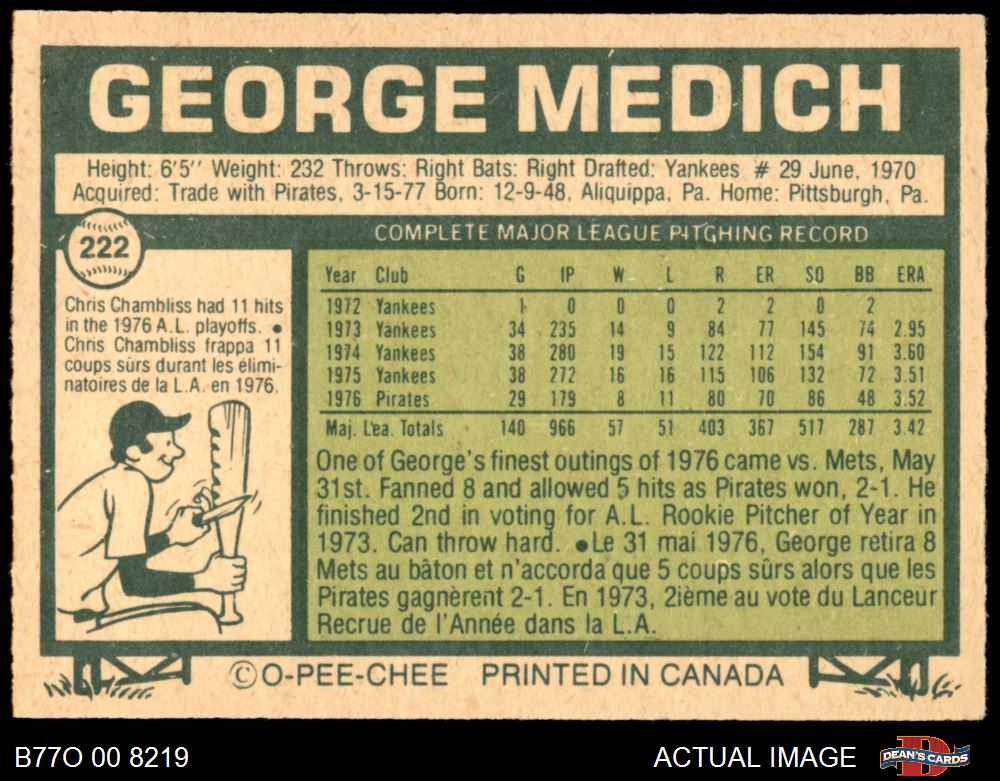 GEORGE MEDICH
Height: 6'5'' Weight: 232 Throws: Right Bats: Right Drafted: Yankees # 29 June, 1970
Acquired: Trade with Pirates, 3-15-77 Born: 12-9-48, Aliquippa, Pa. Home: Pittsburgh, Pa.
222
Chris Chambliss had 11 hits
in the 1976 A.L. playoffs. •
Chris Chambliss frappa 11
coups sûrs durant les élimi-
natoires de la L.A. en 1976.
COMPLETE MAJOR LEAGUE PITCHING RECORD
Year Club G IP W L R ER SO BB ERA
1972 Yankees 1 0 0 0 2 2 0 2
1973 Yankees 34 235 14 9 84 77 145 74 2.95
1974 Yankees 38 280 19 15 122 112 154 91 3.60
1975 Yankees 38 272 16 16 115 106 132 72 3.51
1976 Pirates 29 179 8 11 80 70 86 48 3.52
Maj. Lea. Totals 140 966 57 51 403 367 517 287 3.42
One of George's finest outings of 1976 came vs. Mets, May
31st. Fanned 8 and allowed 5 hits as Pirates won, 2-1. He
finished 2nd in voting for A.L. Rookie Pitcher of Year in
1973. Can throw hard. •Le 31 mai 1976, George retira 8
Mets au bâton et n'accorda que 5 coups sûrs alors que les
Pirates gagnèrent 2-1. En 1973, 2ième au vote du Lanceur
Recrue de l'Année dans la L.A.
©O-PEE-CHEE PRINTED IN CANADA
B77O 00 8219
ACTUAL IMAGE
DEAN'S CARDS